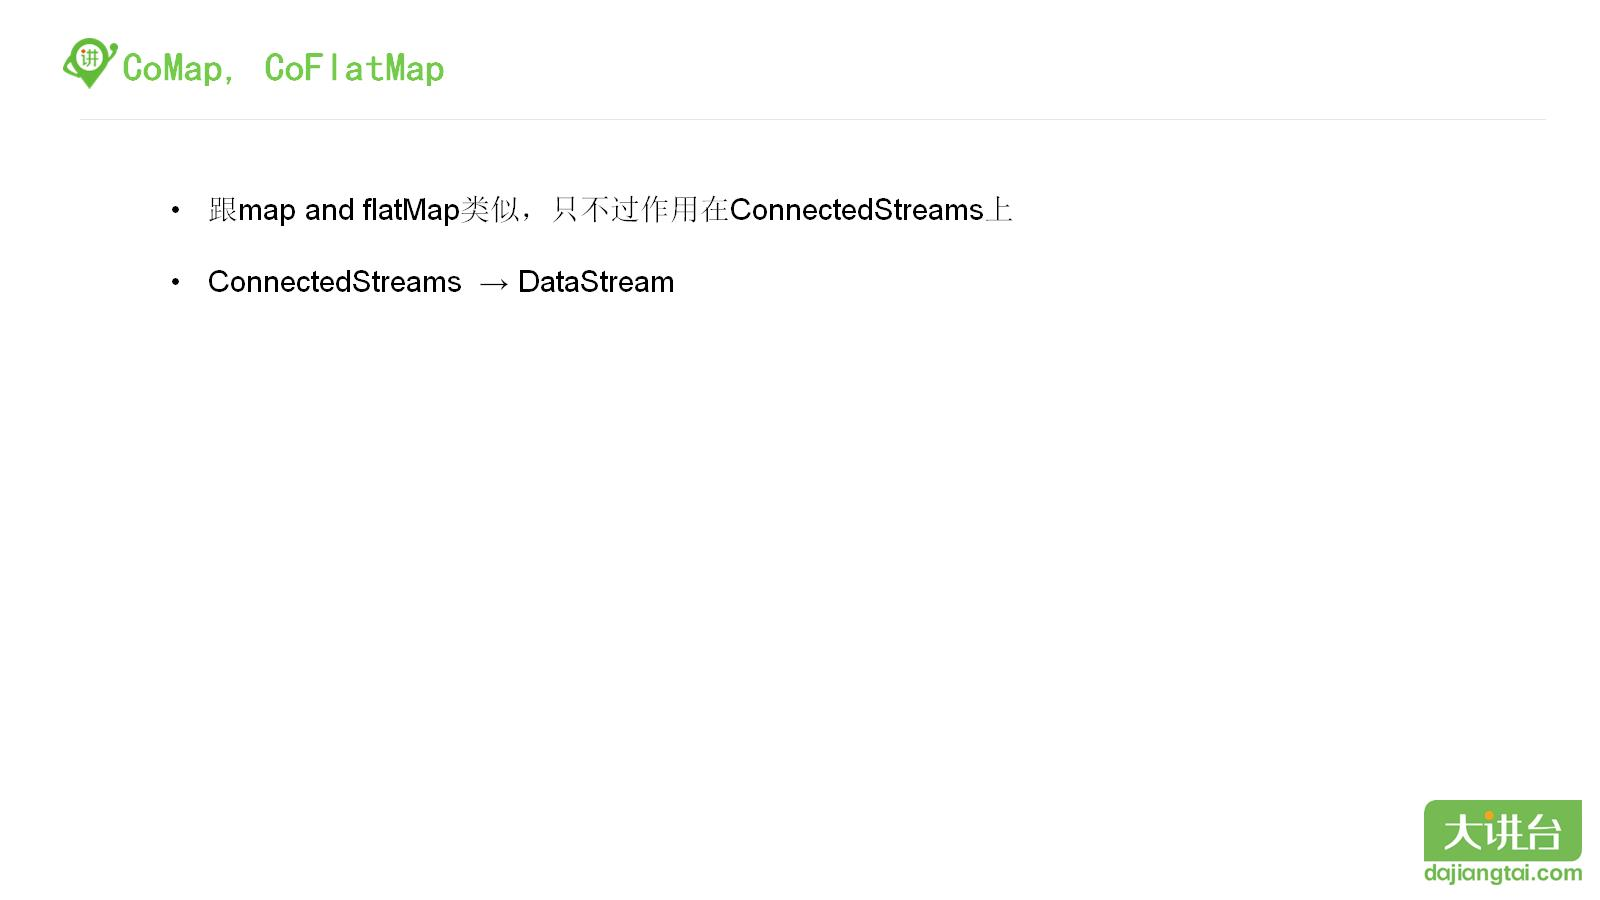 讲
CoMap, CoFlatMap
• 跟map and flatMap类似，只不过作用在ConnectedStreams上
• ConnectedStreams → DataStream
大讲台
dajiangtai.com